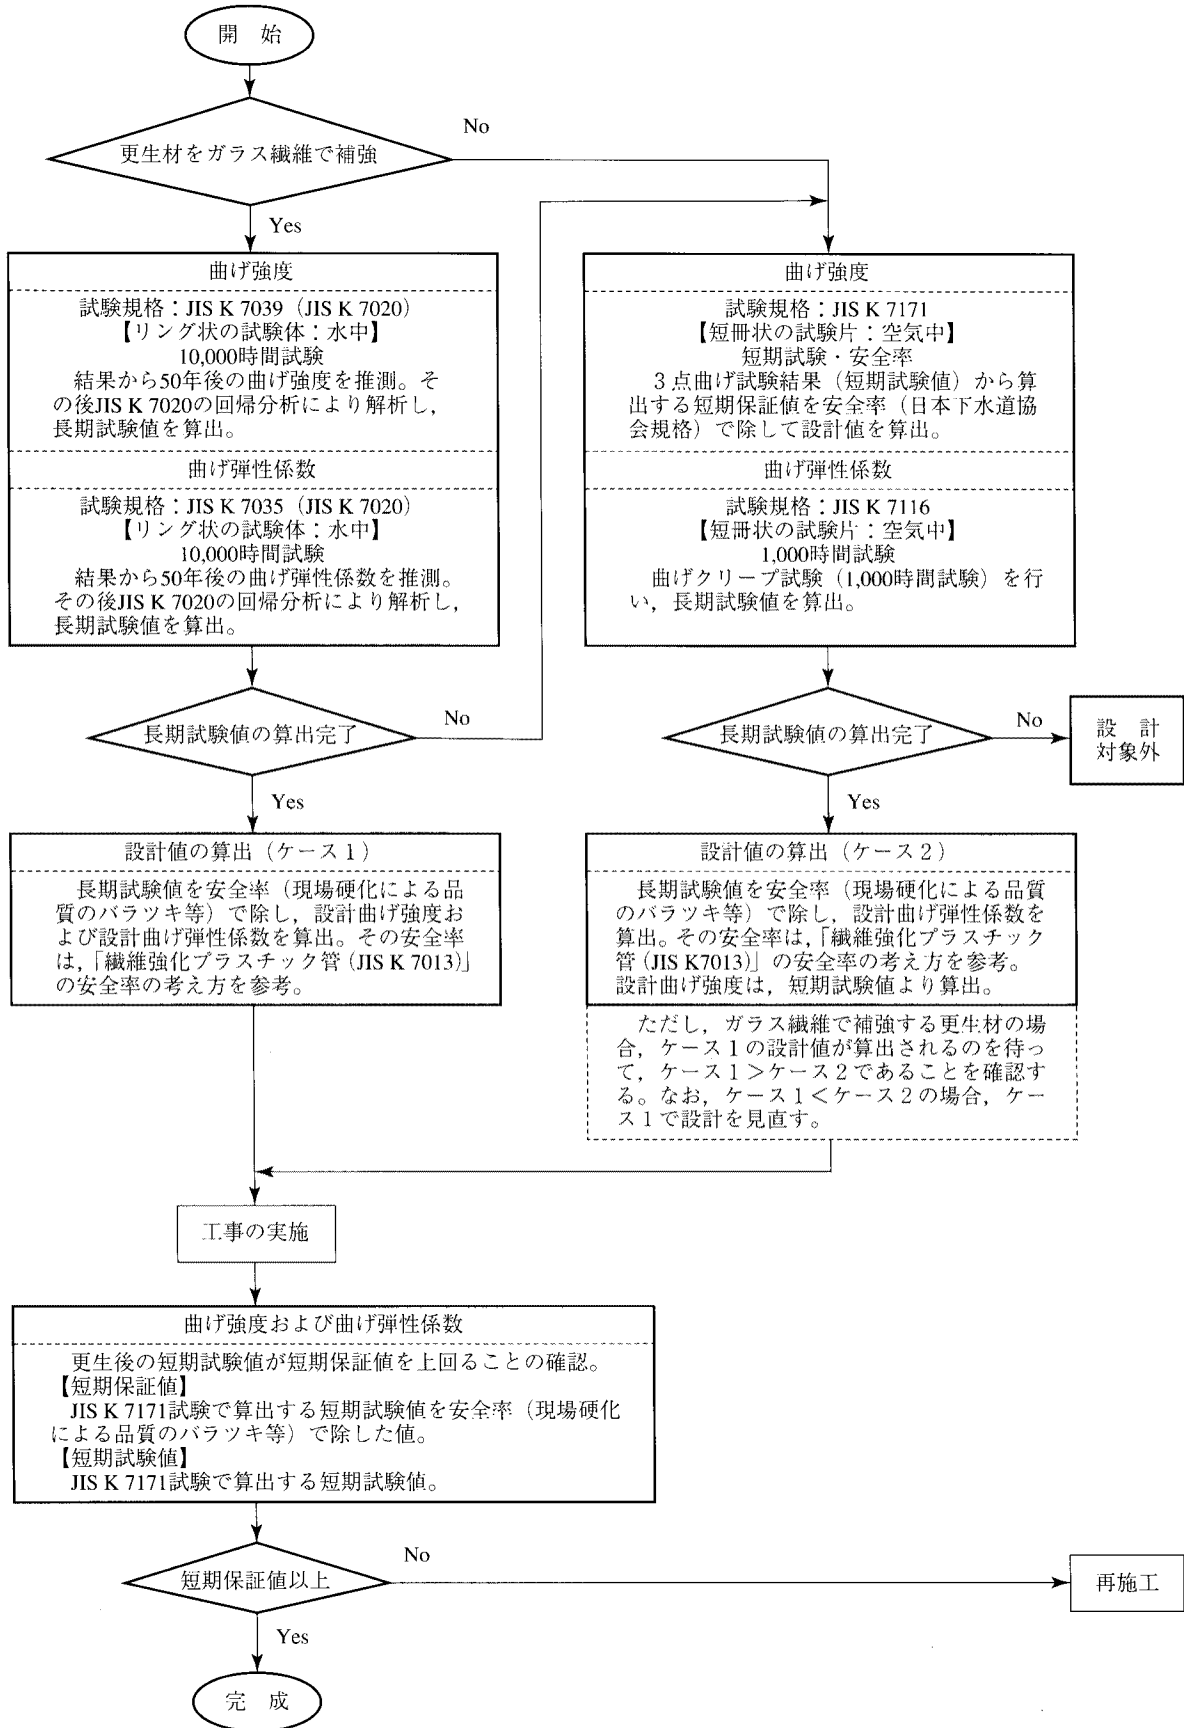 開　始
更生材をガラス繊維で補強
No
Yes
曲げ強度
試験規格：JIS K 7039（JIS K 7020）
【リング状の試験体：水中】
10,000時間試験
結果から50年後の曲げ強度を推測。そ
の後JIS K 7020の回帰分析により解析し，
長期試験値を算出。
曲げ弾性係数
試験規格：JIS K 7035（JIS K 7020）
【リング状の試験体：水中】
10,000時間試験
結果から50年後の曲げ弾性係数を推測。
その後JIS K 7020の回帰分析により解析し，
長期試験値を算出。
曲げ強度
試験規格：JIS K 7171
【短冊状の試験片：空気中】
短期試験・安全率
３点曲げ試験結果（短期試験値）から算
出する短期保証値を安全率（日本下水道協
会規格）で除して設計値を算出。
曲げ弾性係数
試験規格：JIS K 7116
【短冊状の試験片：空気中】
1,000時間試験
曲げクリープ試験（1,000時間試験）を行
い，長期試験値を算出。
長期試験値の算出完了
No
Yes
長期試験値の算出完了
No
設　計
対象外
Yes
設計値の算出（ケース１）
長期試験値を安全率（現場硬化による品
質のバラツキ等）で除し，設計曲げ強度お
よび設計曲げ弾性係数を算出。その安全率
は，「繊維強化プラスチック管（JIS K 7013）」
の安全率の考え方を参考。
設計値の算出（ケース２）
長期試験値を安全率（現場硬化による品質
のバラツキ等）で除し，設計曲げ弾性係数を
算出。その安全率は，「繊維強化プラスチック
管（JIS K7013）」の安全率の考え方を参考。
設計曲げ強度は，短期試験値より算出。
ただし，ガラス繊維で補強する更生材の場
合，ケース１の設計値が算出されるのを待っ
て，ケース１＞ケース２であることを確認す
る。なお，ケース１＜ケース２の場合，ケー
ス１で設計を見直す。
工事の実施
曲げ強度および曲げ弾性係数
更生後の短期試験値が短期保証値を上回ることの確認。
【短期保証値】
JIS K 7171試験で算出する短期試験値を安全率（現場硬化
による品質のバラツキ等）で除した値。
【短期試験値】
JIS K 7171試験で算出する短期試験値。
短期保証値以上
No
再施工
Yes
完　成